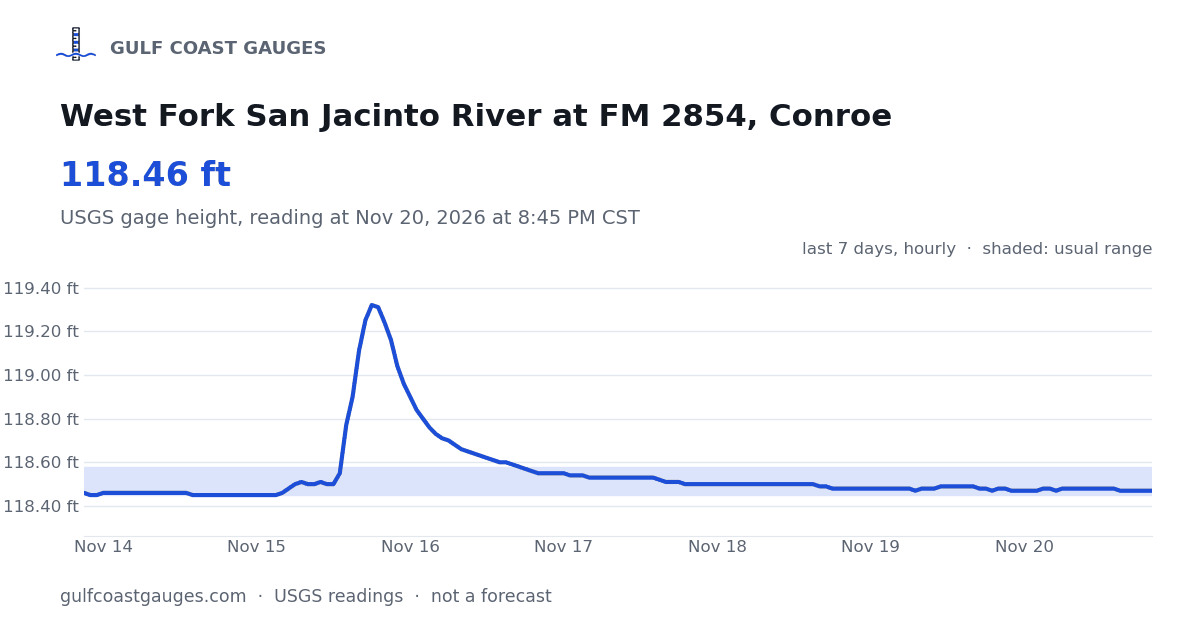 GULF COAST GAUGES
West Fork San Jacinto River at FM 2854, Conroe
118.46 ft
USGS gage height, reading at Nov 20, 2026 at 8:45 PM CST
last 7 days, hourly · shaded: usual range
119.40 ft
119.20 ft
119.00 ft
118.80 ft
118.60 ft
118.40 ft
Nov 14 Nov 15 Nov 16 Nov 17 Nov 18 Nov 19 Nov 20
gulfcoastgauges.com · USGS readings · not a forecast